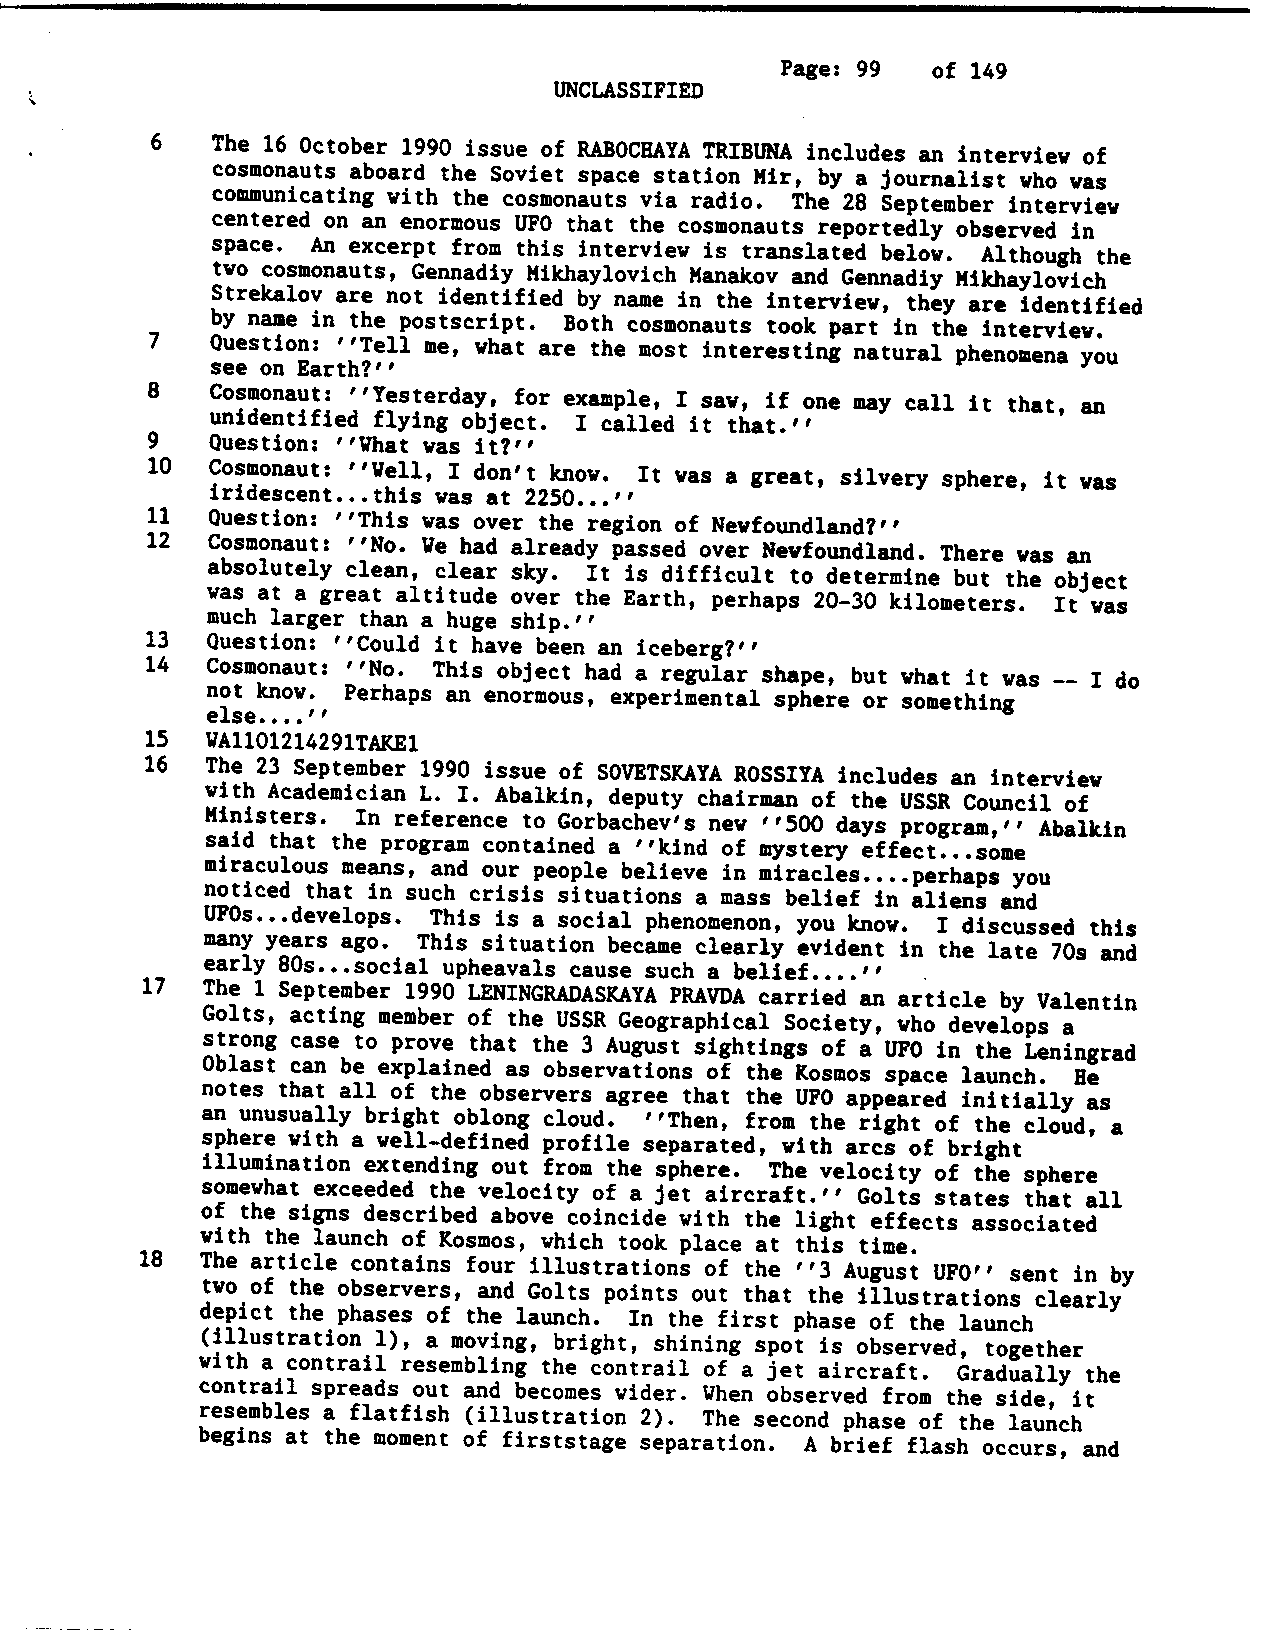 Page: 99 of 149
UNCLASSIFIED
6 The 16 October 1990 issue of RABOCHAYA TRIBUNA includes an interview of
cosmonauts aboard the Soviet space station Mir, by a journalist who was
communicating with the cosmonauts via radio. The 28 September interview
centered on an enormous UFO that the cosmonauts reportedly observed in
space. An excerpt from this interview is translated below. Although the
two cosmonauts, Gennadiy Mikhaylovich Manakov and Gennadiy Mikhaylovich
Strekalov are not identified by name in the interview, they are identified
by name in the postscript. Both cosmonauts took part in the interview.
7 Question: ''Tell me, what are the most interesting natural phenomena you
see on Earth?''
8 Cosmonaut: ''Yesterday, for example, I saw, if one may call it that, an
unidentified flying object. I called it that.''
9 Question: ''What was it?''
10 Cosmonaut: ''Well, I don't know. It was a great, silvery sphere, it was
iridescent...this was at 2250...''
11 Question: ''This was over the region of Newfoundland?''
12 Cosmonaut: ''No. We had already passed over Newfoundland. There was an
absolutely clean, clear sky. It is difficult to determine but the object
was at a great altitude over the Earth, perhaps 20-30 kilometers. It was
much larger than a huge ship.''
13 Question: ''Could it have been an iceberg?''
14 Cosmonaut: ''No. This object had a regular shape, but what it was -- I do
not know. Perhaps an enormous, experimental sphere or something
else....''
15 WA1101214291TAKE1
16 The 23 September 1990 issue of SOVETSKAYA ROSSIYA includes an interview
with Academician L. I. Abalkin, deputy chairman of the USSR Council of
Ministers. In reference to Gorbachev's new ''500 days program,'' Abalkin
said that the program contained a ''kind of mystery effect...some
miraculous means, and our people believe in miracles....perhaps you
noticed that in such crisis situations a mass belief in aliens and
UFOs...develops. This is a social phenomenon, you know. I discussed this
many years ago. This situation became clearly evident in the late 70s and
early 80s...social upheavals cause such a belief....''
17 The 1 September 1990 LENINGRADASKAYA PRAVDA carried an article by Valentin
Golts, acting member of the USSR Geographical Society, who develops a
strong case to prove that the 3 August sightings of a UFO in the Leningrad
Oblast can be explained as observations of the Kosmos space launch. He
notes that all of the observers agree that the UFO appeared initially as
an unusually bright oblong cloud. ''Then, from the right of the cloud, a
sphere with a well-defined profile separated, with arcs of bright
illumination extending out from the sphere. The velocity of the sphere
somewhat exceeded the velocity of a jet aircraft.'' Golts states that all
of the signs described above coincide with the light effects associated
with the launch of Kosmos, which took place at this time.
18 The article contains four illustrations of the ''3 August UFO'' sent in by
two of the observers, and Golts points out that the illustrations clearly
depict the phases of the launch. In the first phase of the launch
(illustration 1), a moving, bright, shining spot is observed, together
with a contrail resembling the contrail of a jet aircraft. Gradually the
contrail spreads out and becomes wider. When observed from the side, it
resembles a flatfish (illustration 2). The second phase of the launch
begins at the moment of firststage separation. A brief flash occurs, and